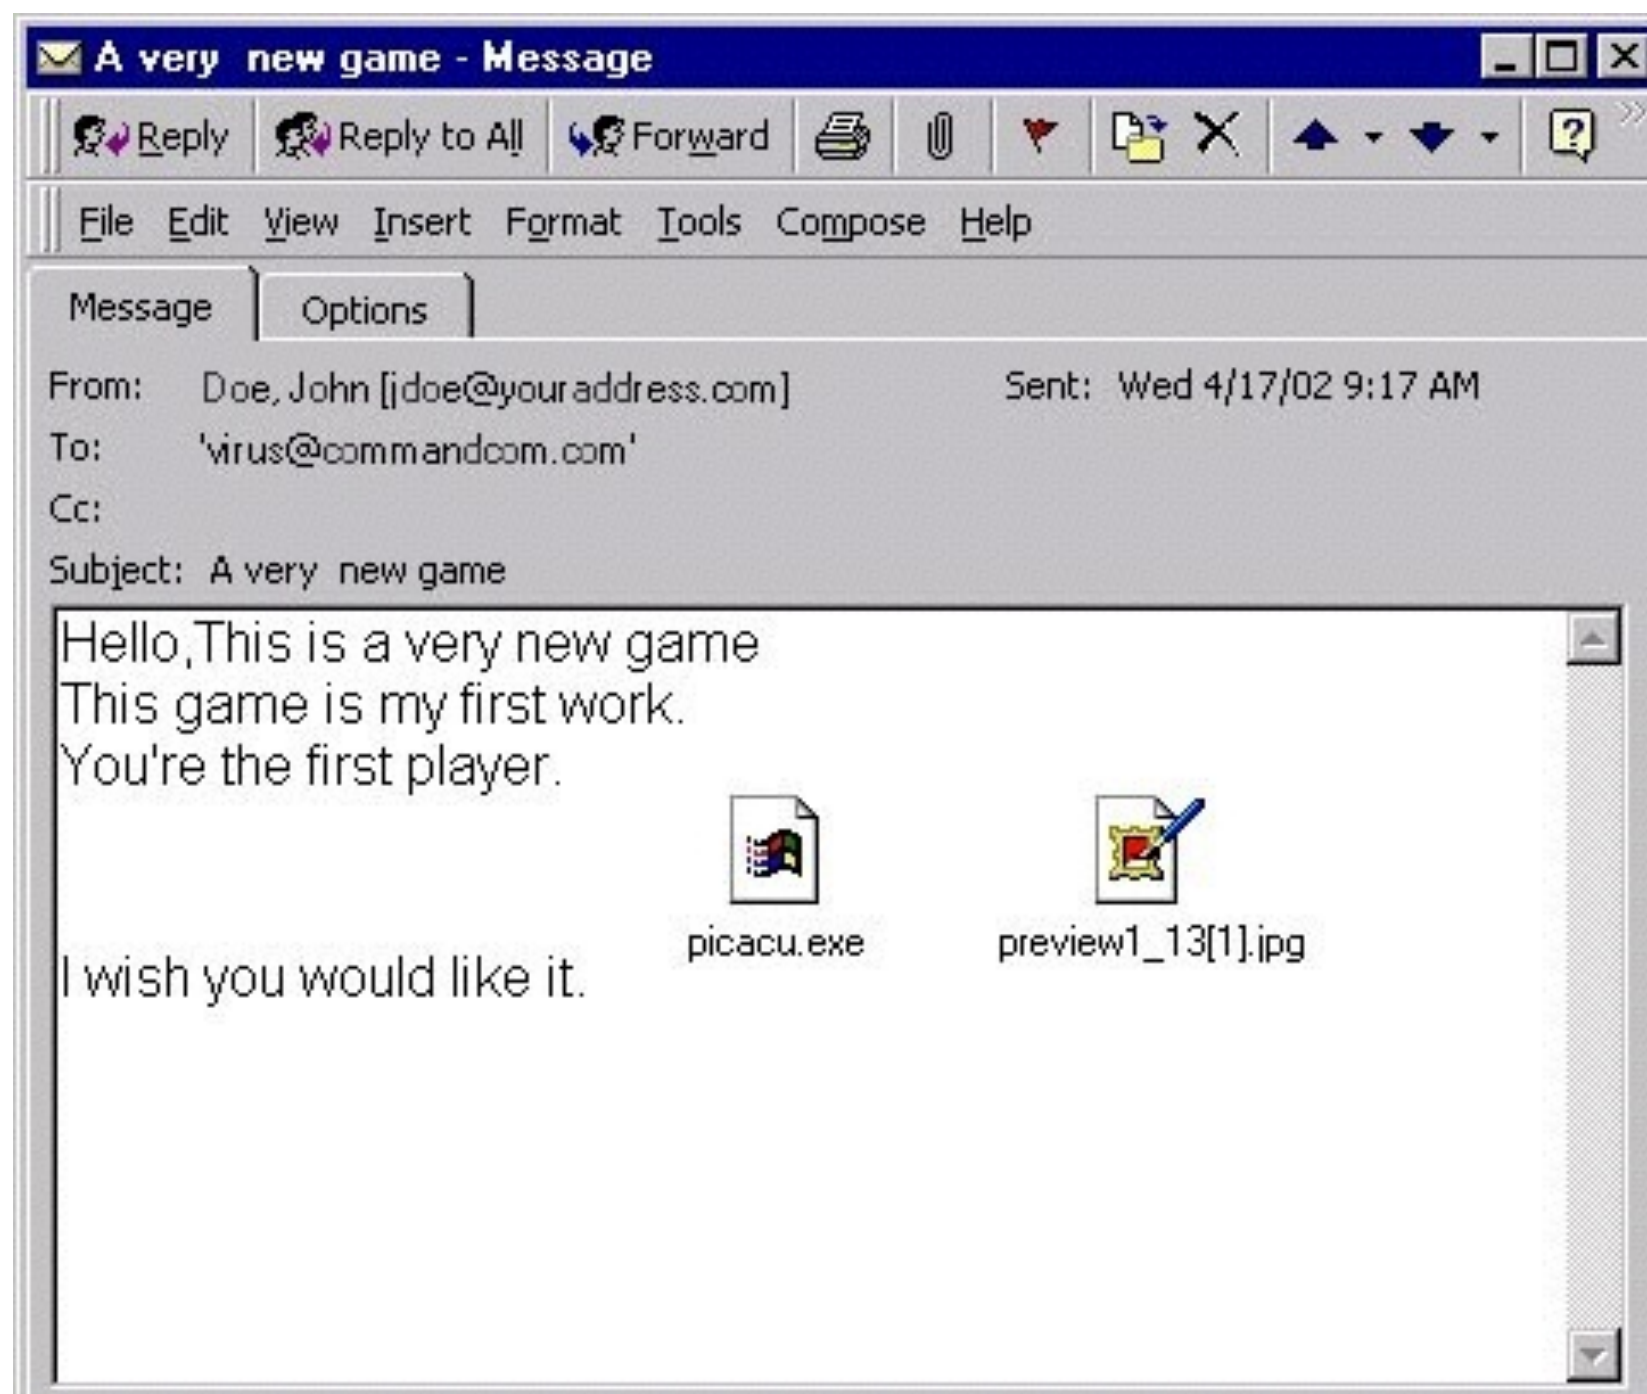 A very  new game - Message
Reply Reply to All Forward
File Edit View Insert Format Tools Compose Help
Message Options
From: Doe, John [jdoe@youraddress.com] Sent: Wed 4/17/02 9:17 AM
To: 'virus@commandcom.com'
Cc:
Subject: A very  new game
Hello,This is a very new game
This game is my first work.
You're the first player.
picacu.exe preview1_13[1].jpg
I wish you would like it.